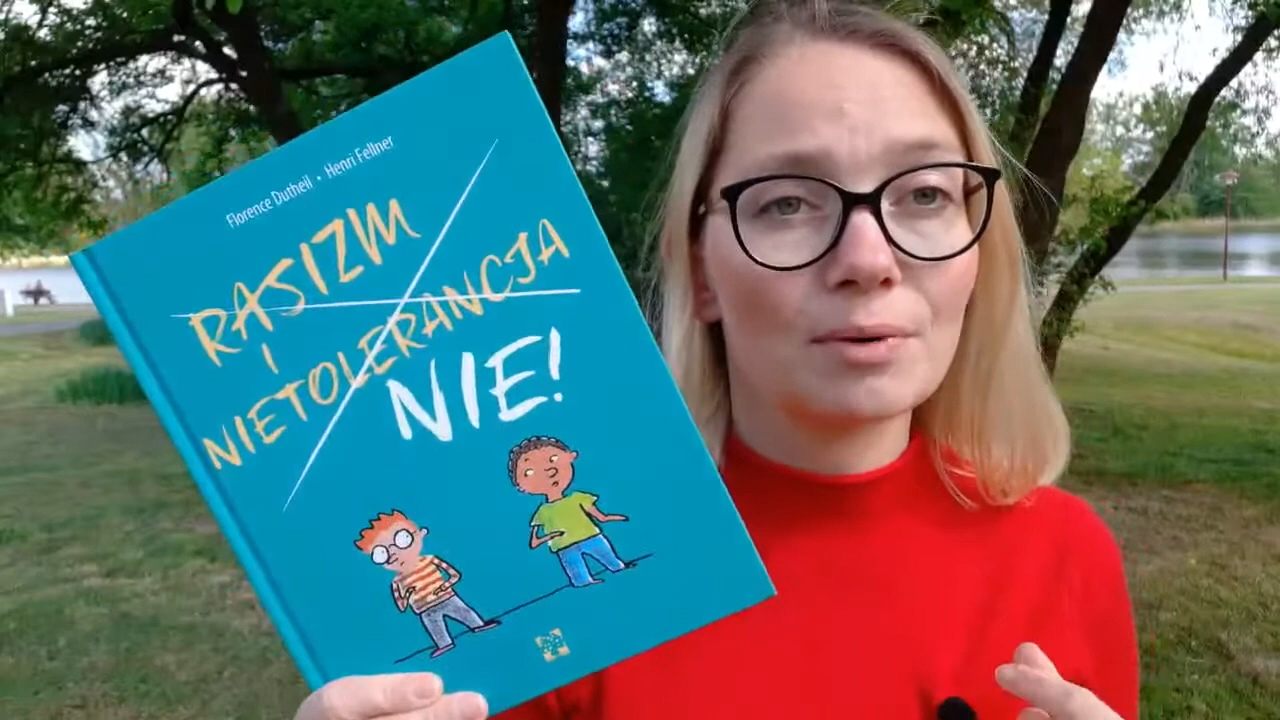 Florence Dutheil • Henri Fellner
RASIZM
I
NIETOLERANCJA
NIE!